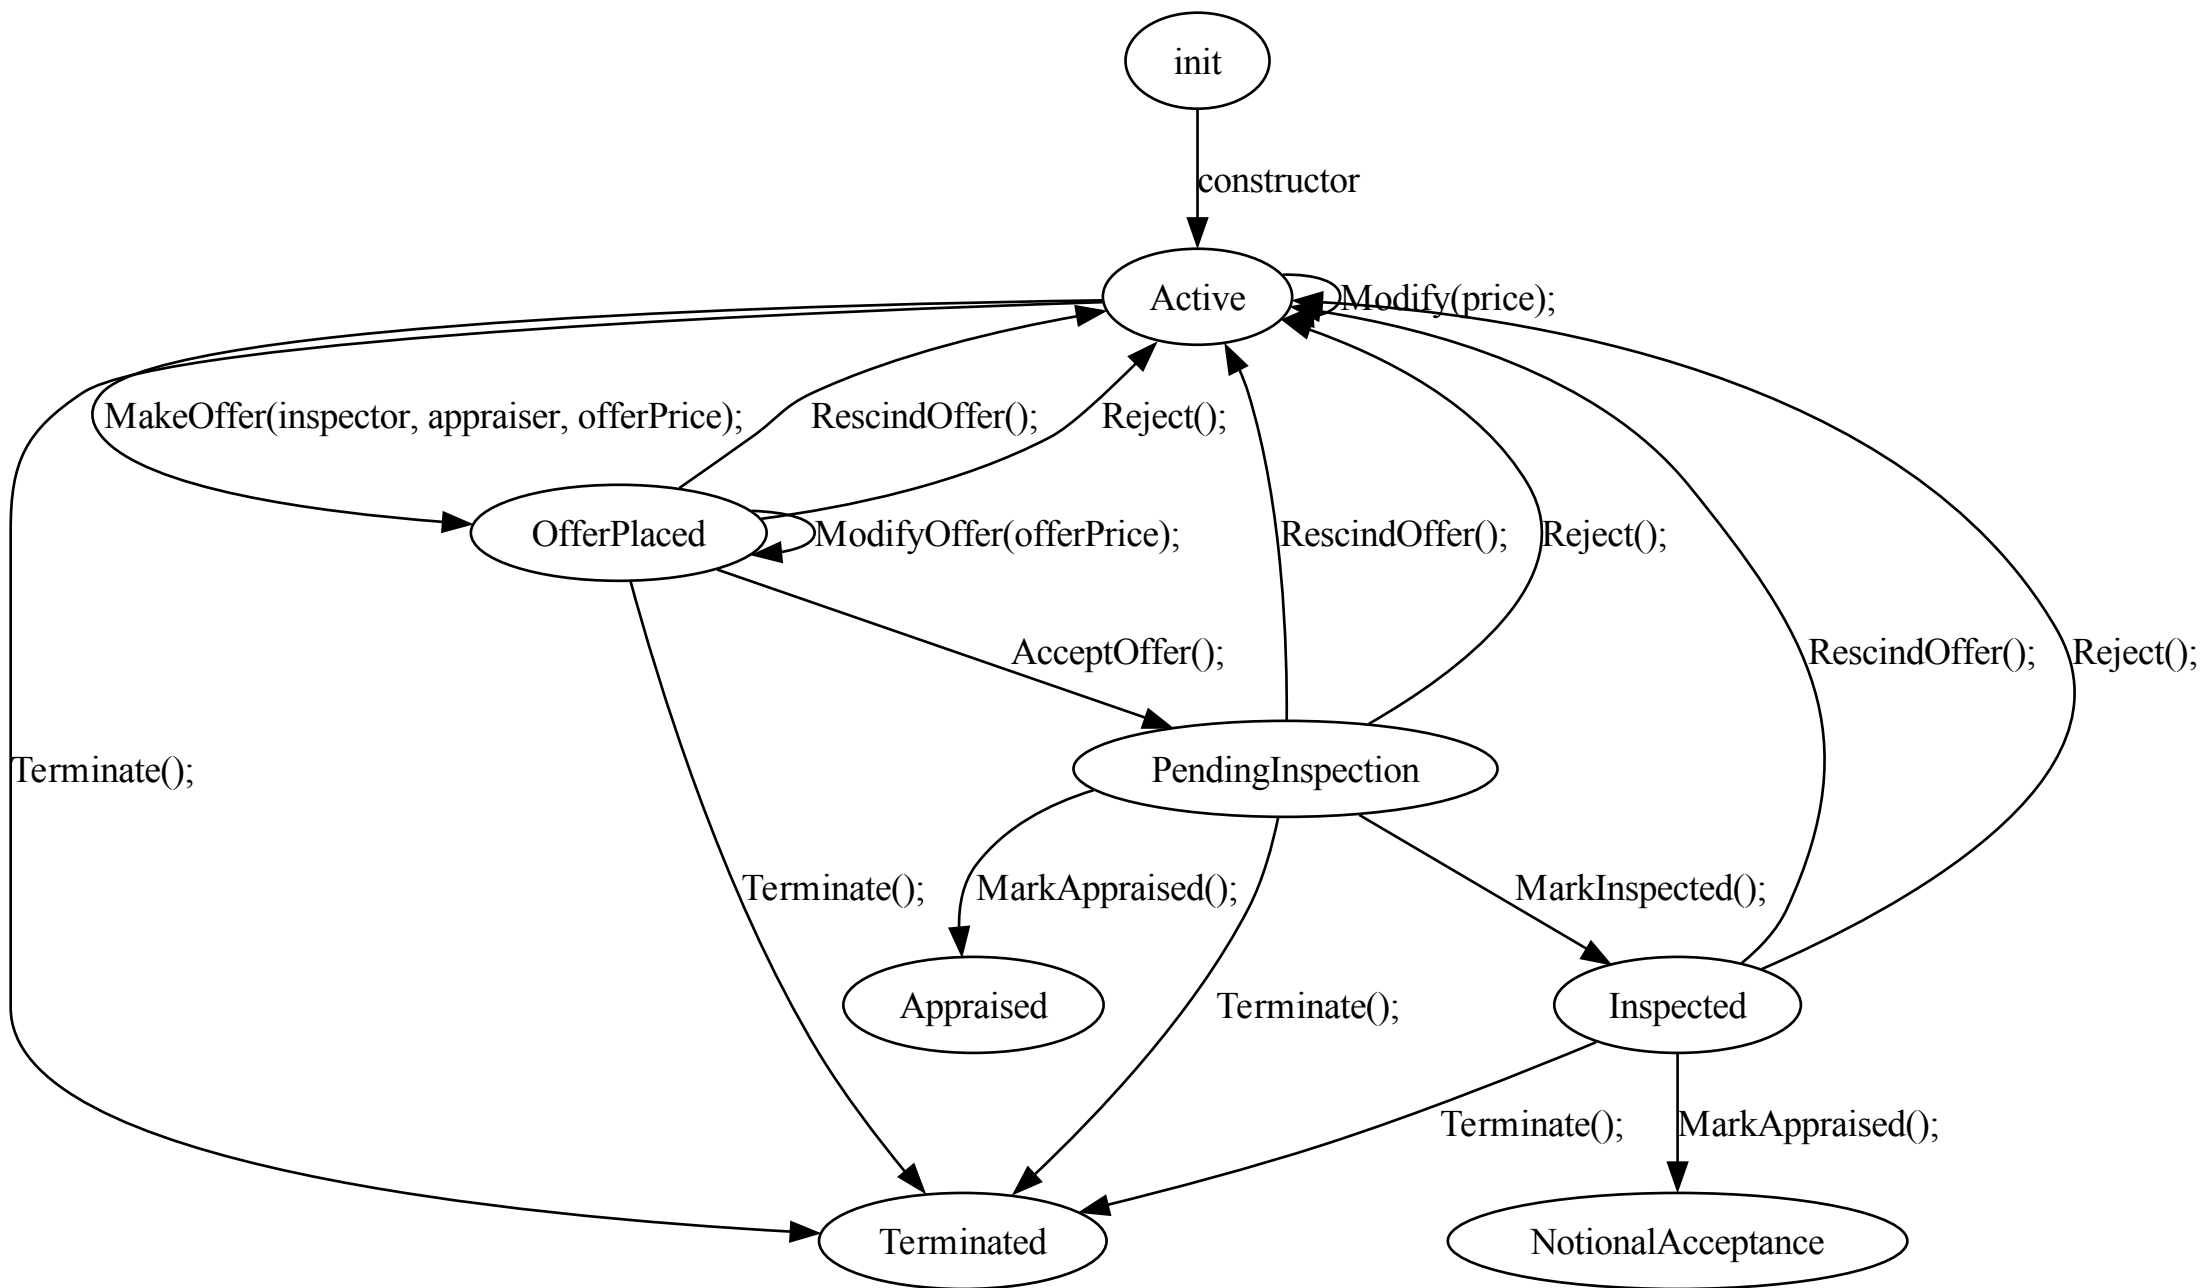 init
constructor
Active
Modify(price);
MakeOffer(inspector, appraiser, offerPrice);
RescindOffer();
Reject();
OfferPlaced
ModifyOffer(offerPrice);
RescindOffer();
Reject();
AcceptOffer();
RescindOffer();
Reject();
Terminate();
PendingInspection
Terminate();
MarkAppraised();
MarkInspected();
Appraised
Terminate();
Inspected
Terminate();
MarkAppraised();
Terminated
NotionalAcceptance